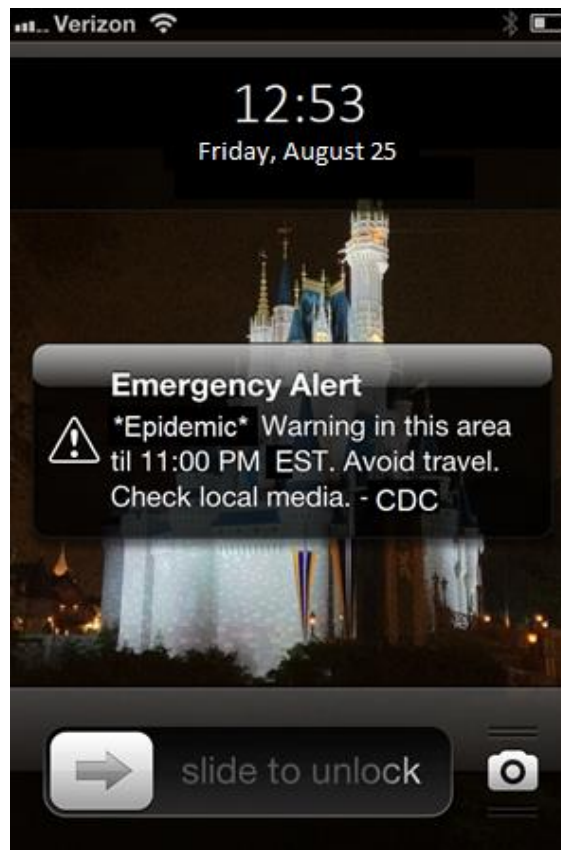 Verizon
12:53
Friday, August 25
Emergency Alert
*Epidemic* Warning in this area
til 11:00 PM EST. Avoid travel.
Check local media. - CDC
slide to unlock